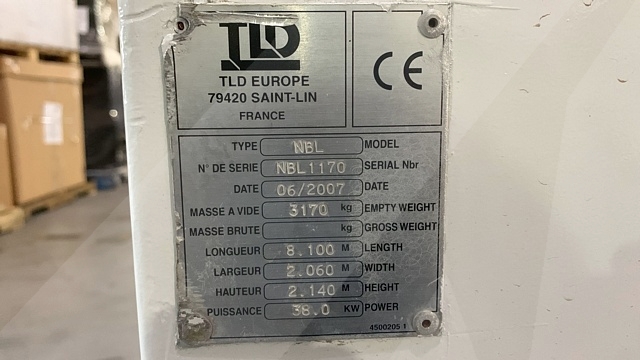 TLD
TLD EUROPE
79420 SAINT-LIN
FRANCE
CE
TYPE NBL MODEL
N° DE SERIE NBL1170 SERIAL Nbr
DATE 06/2007 DATE
MASSE A VIDE 3170 kg EMPTY WEIGHT
MASSE BRUTE kg GROSS WEIGHT
LONGUEUR 8.100 M LENGTH
LARGEUR 2.060 M WIDTH
HAUTEUR 2.140 M HEIGHT
PUISSANCE 38.0 KW POWER
4500205 1